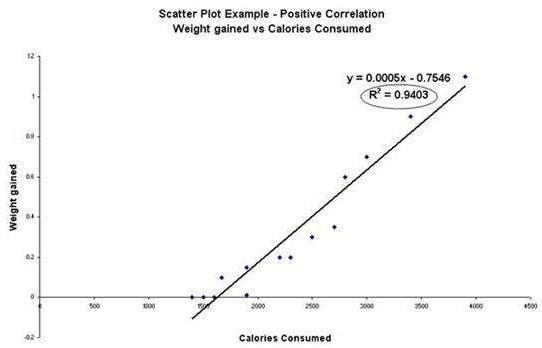 Scatter Plot Example - Positive Correlation
Weight gained vs Calories Consumed
y = 0.0005x - 0.7546
R² = 0.9403
12
1
0.8
0.6
0.4
0.2
0
-0.2
Weight gained
0 500 1000 1500 2000 2500 3000 3500 4000 4500
Calories Consumed